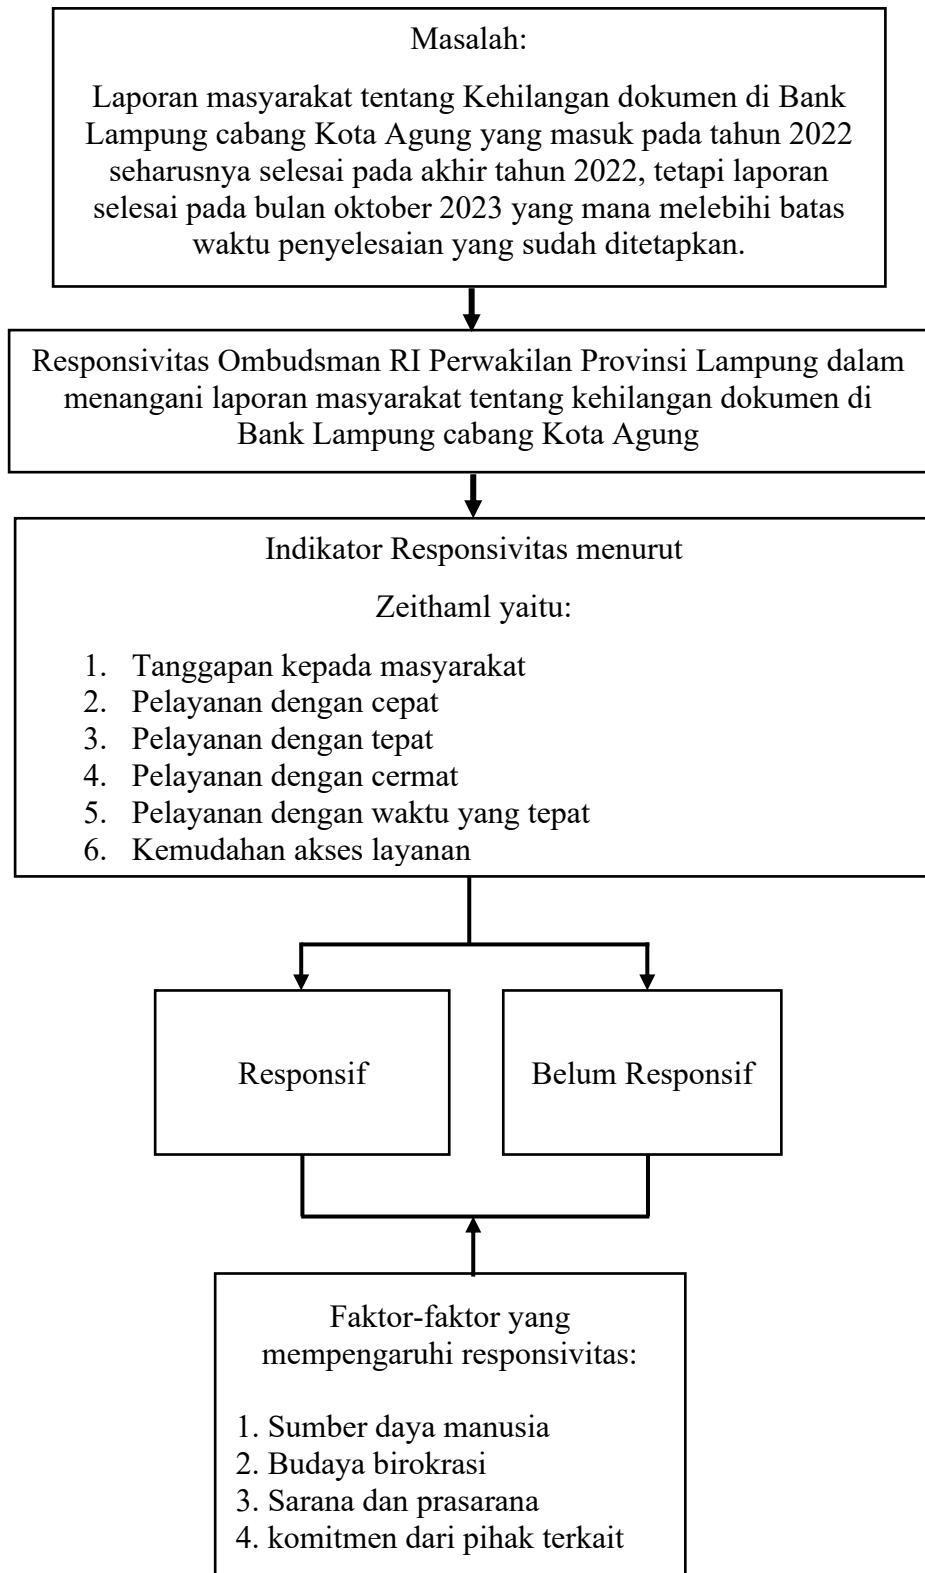 Masalah:
Laporan masyarakat tentang Kehilangan dokumen di Bank
Lampung cabang Kota Agung yang masuk pada tahun 2022
seharusnya selesai pada akhir tahun 2022, tetapi laporan
selesai pada bulan oktober 2023 yang mana melebihi batas
waktu penyelesaian yang sudah ditetapkan.
Responsivitas Ombudsman RI Perwakilan Provinsi Lampung dalam
menangani laporan masyarakat tentang kehilangan dokumen di
Bank Lampung cabang Kota Agung
Indikator Responsivitas menurut
Zeithaml yaitu:
1. Tanggapan kepada masyarakat
2. Pelayanan dengan cepat
3. Pelayanan dengan tepat
4. Pelayanan dengan cermat
5. Pelayanan dengan waktu yang tepat
6. Kemudahan akses layanan
Responsif
Belum Responsif
Faktor-faktor yang
mempengaruhi responsivitas:
1. Sumber daya manusia
2. Budaya birokrasi
3. Sarana dan prasarana
4. komitmen dari pihak terkait